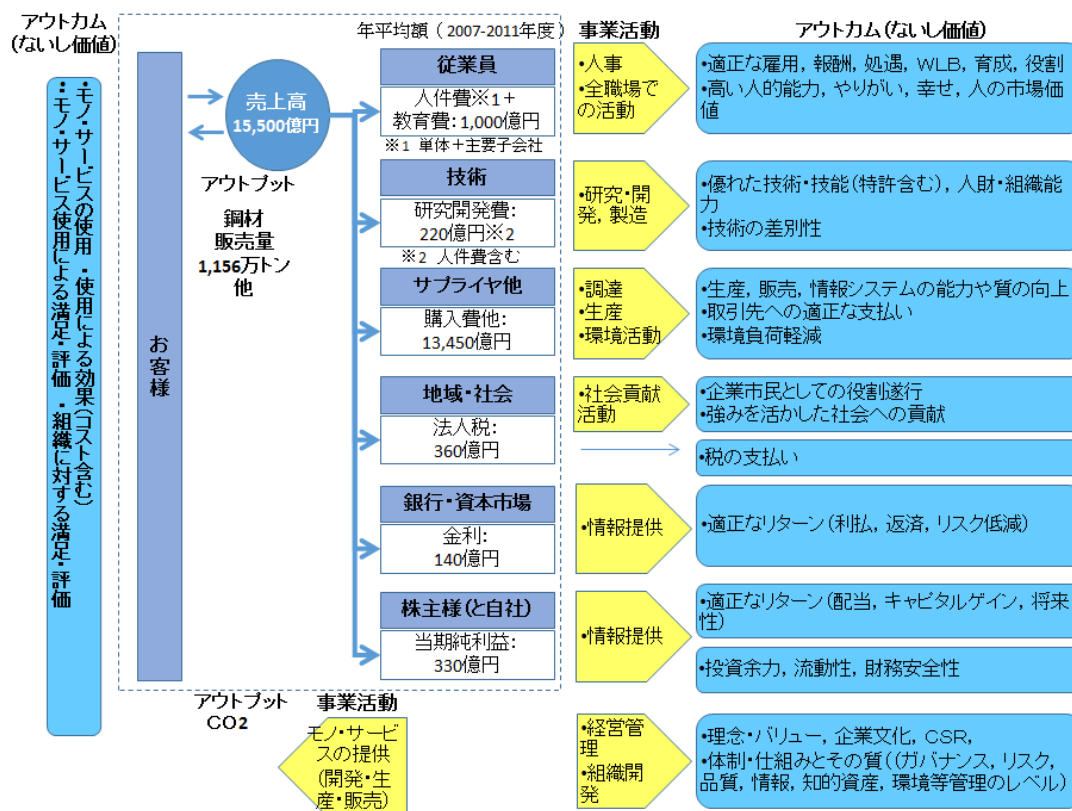 アウトカム
(ないし価値)
・モノ・サービスの使用・使用による効果(コスト含む)
・モノ・サービス使用による満足・評価・組織に対する満足・評価
お客様
売上高
15,500億円
アウトプット
鋼材
販売量
1,156万トン
他
年平均額(2007-2011年度)
従業員
人件費※1+
教育費:1,000億円
※1 単体+主要子会社
技術
研究開発費:
220億円※2
※2 人件費含む
サプライヤ他
購入費他:
13,450億円
地域・社会
法人税:
360億円
銀行・資本市場
金利:
140億円
株主様(と自社)
当期純利益:
330億円
事業活動
•人事
•全職場で
の活動
•研究・開
発,製造
•調達
•生産
•環境活動
•社会貢献
活動
•情報提供
•情報提供
•経営管
理
•組織開
発
アウトカム(ないし価値)
•適正な雇用,報酬,処遇,WLB,育成,役割
•高い人的能力,やりがい,幸せ,人の市場価
値
•優れた技術・技能(特許含む),人財・組織能
力
•技術の差別性
•生産,販売,情報システムの能力や質の向上
•取引先への適正な支払い
•環境負荷軽減
•企業市民としての役割遂行
•強みを活かした社会への貢献
•税の支払い
•適正なリターン(利払,返済,リスク低減)
•適正なリターン(配当,キャピタルゲイン,将来
性)
•投資余力,流動性,財務安全性
•理念・バリュー,企業文化,CSR,
•体制・仕組みとその質((ガバナンス,リスク,
品質,情報,知的資産,環境等管理のレベル)
アウトプット
CO2
事業活動
モノ・サービ
スの提供
(開発・生
産・販売)